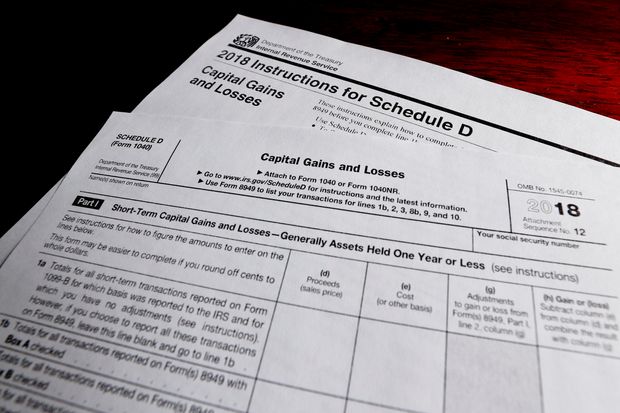 Department of the Treasury
Internal Revenue Service
2018 Instructions for Schedule D
Capital Gains
and Losses
These instructions explain how to complete
8949 before you complete line
Use Schedule D
SCHEDULE D
(Form 1040)
Department of the Treasury
Internal Revenue Service (99)
Name(s) shown on return
Capital Gains and Losses
▶ Attach to Form 1040 or Form 1040NR.
▶ Go to www.irs.gov/ScheduleD for instructions and the latest information.
▶ Use Form 8949 to list your transactions for lines 1b, 2, 3, 8b, 9, and 10.
OMB No. 1545-0074
2018
Attachment
Sequence No. 12
Your social security number
Part I Short-Term Capital Gains and Losses—Generally Assets Held One Year or Less (see instructions)
See instructions for how to figure the amounts to enter on the
lines below.
This form may be easier to complete if you round off cents to
whole dollars.
(d)
Proceeds
(sales price)
(e)
Cost
(or other basis)
(g)
Adjustments
to gain or loss from
Form(s) 8949, Part I,
line 2, column (g)
(h) Gain or (loss)
Subtract column (e)
from column (d) and
combine the result
with column (g)
1a Totals for all short-term transactions reported on Form
1099-B for which basis was reported to the IRS and for
which you have no adjustments (see instructions).
However, if you choose to report all these transactions
on Form 8949, leave this line blank and go to line 1b
1b Totals for all transactions reported on Form(s) 8949 with
Box A checked
Totals for all transactions reported on Form(s) 8949 with
B checked